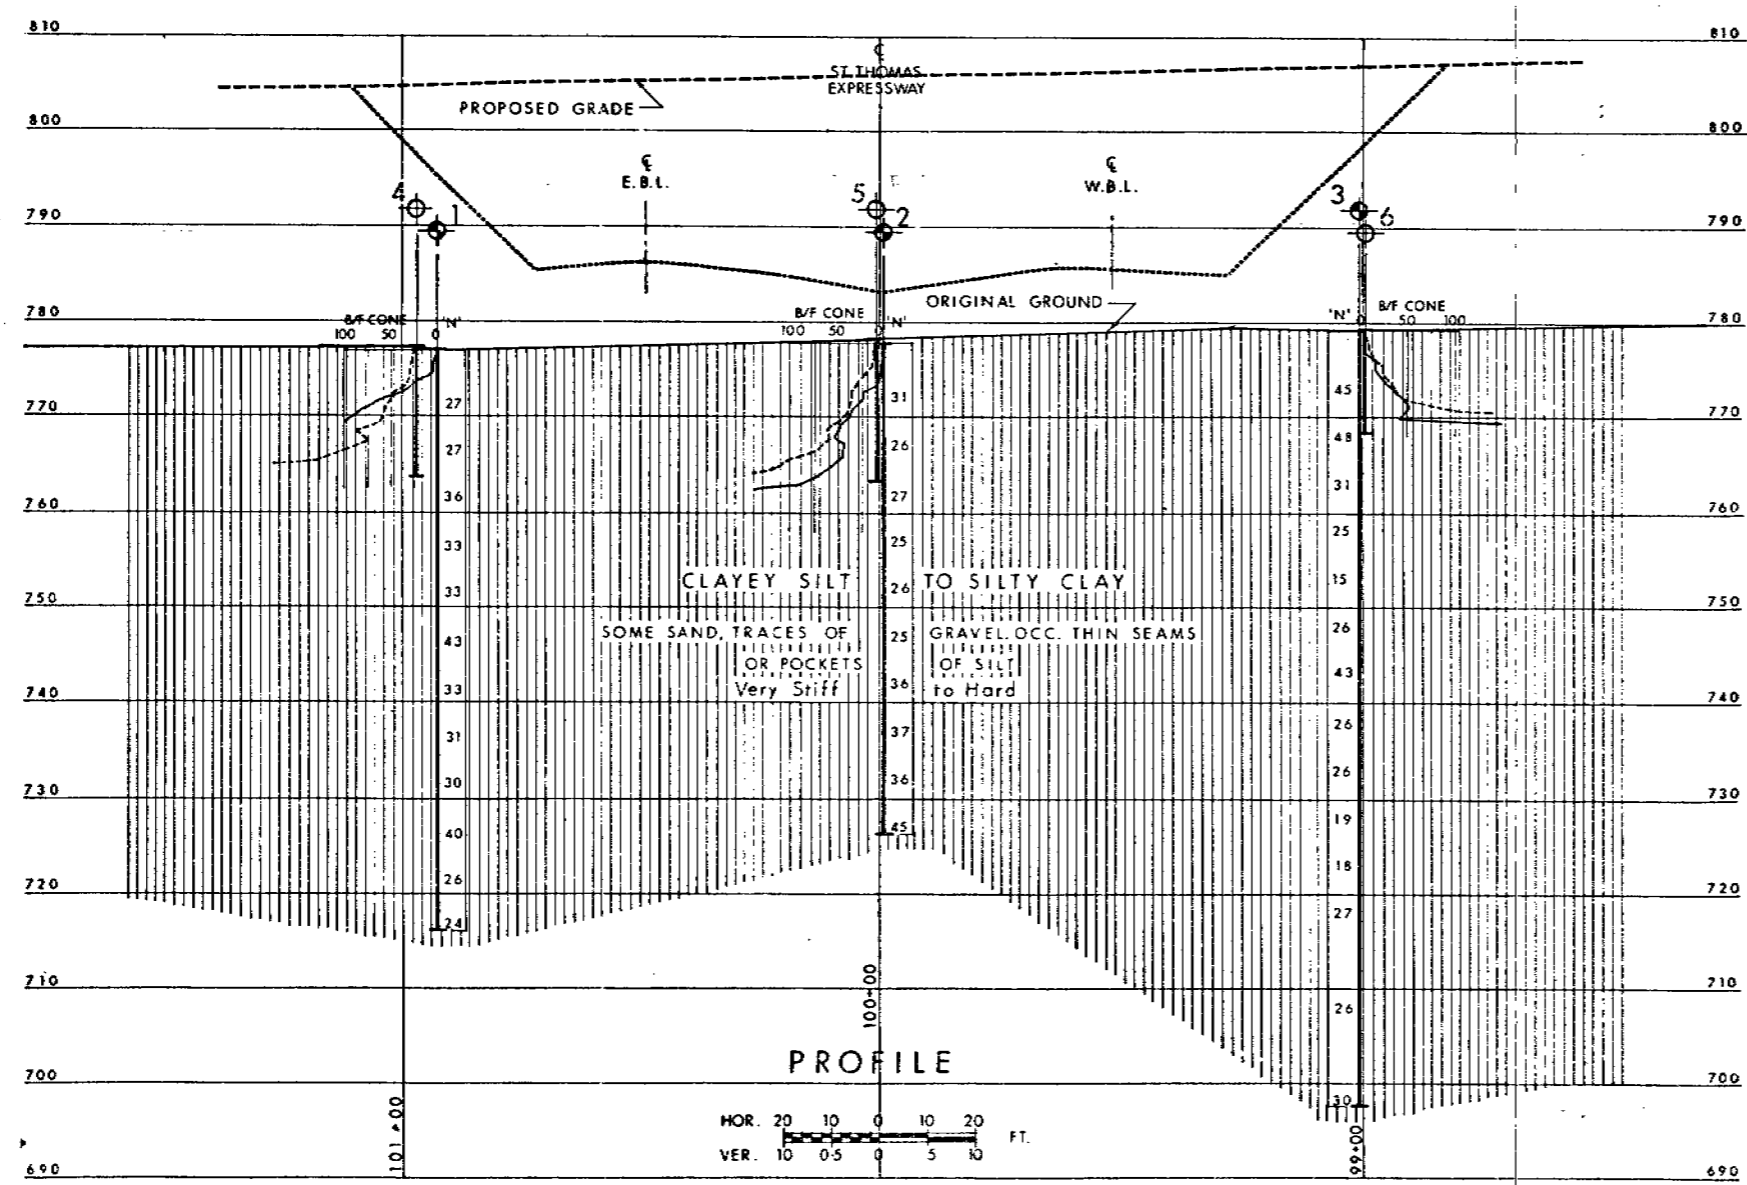 810 810
℄
ST. THOMAS
EXPRESSWAY
PROPOSED GRADE
800 800
℄
E.B.L.
℄
W.B.L.
4 1 5 2 3 6
790 790
ORIGINAL GROUND
780 780
B/F CONE 'N'
100 50 0
B/F CONE 'N'
100 50 0
'N' B/F CONE
0 50 100
770 770
760 760
750 750
740 740
730 730
720 720
710 710
700 700
690 690
27
27
36
33
33
43
33
31
30
40
26
24
31
26
27
25
26
25
36
37
36
45
45
48
31
25
15
26
43
26
26
19
18
27
26
30
CLAYEY SILT TO SILTY CLAY
SOME SAND, TRACES OF GRAVEL. OCC. THIN SEAMS
OR POCKETS OF SILT
Very Stiff to Hard
101+00
100+00
99+00
PROFILE
HOR. 20 10 0 10 20
FT.
VER. 10 0·5 0 5 10